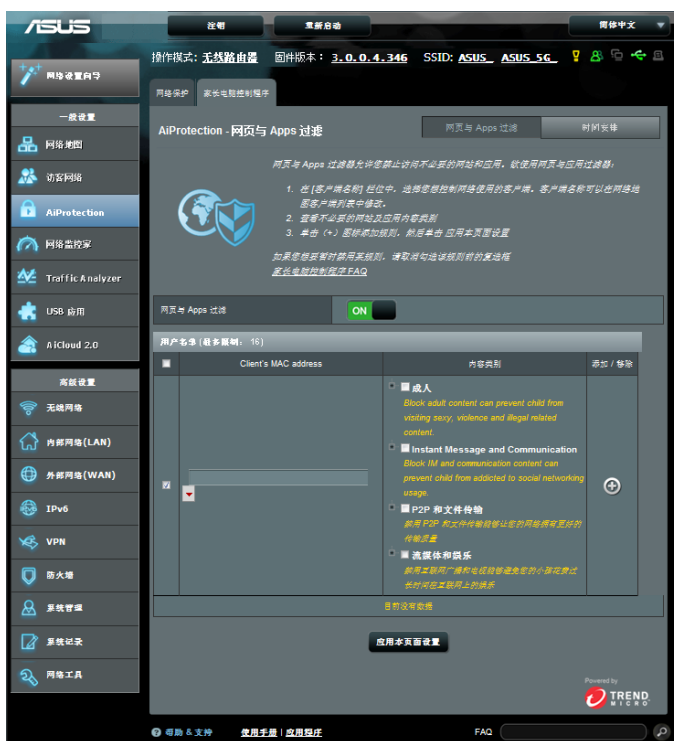 ASUS
注销
重新启动
简体中文
操作模式: 无线路由器 固件版本: 3.0.0.4.346 SSID: ASUS_ ASUS_5G_
网络设置向导
网络保护
家长电脑控制程序
一般设置
网络地图
访客网络
AiProtection
网络监控家
Traffic Analyzer
USB 应用
AiCloud 2.0
高级设置
无线网络
内部网络(LAN)
外部网络(WAN)
IPv6
VPN
防火墙
系统管理
系统记录
网络工具
AiProtection - 网页与 Apps 过滤
网页与 Apps 过滤
时间安排
网页与 Apps 过滤器允许您禁止访问不必要的网站和应用。欲使用网页与应用过滤器:
1. 在 [客户端名称] 栏位中，选择您想控制网络使用的客户端。客户端名称可以在网络地
图客户端列表中修改。
2. 查看不必要的网站及应用内容类别
3. 单击 (+) 图标添加规则，然后单击 应用本页面设置
如果您想要暂时禁用某规则，请取消勾选该规则前的复选框
家长电脑控制程序 FAQ
网页与 Apps 过滤
ON
用户名单 (最多限制: 16)
Client's MAC address
内容类别
添加 / 移除
成人
Block adult content can prevent child from
visiting sexy, violence and illegal related
content.
Instant Message and Communication
Block IM and communication content can
prevent child from addicted to social networking
usage.
P2P 和文件传输
禁用 P2P 和文件传输能够让您的网络拥有更好的
传输质量
流媒体和娱乐
禁用互联网广播和电视能够避免您的小孩花费过
长时间在互联网上的娱乐
目前没有数据
应用本页面设置
Powered by
TREND
MICRO
帮助 & 支持
使用手册 | 应用程序
FAQ